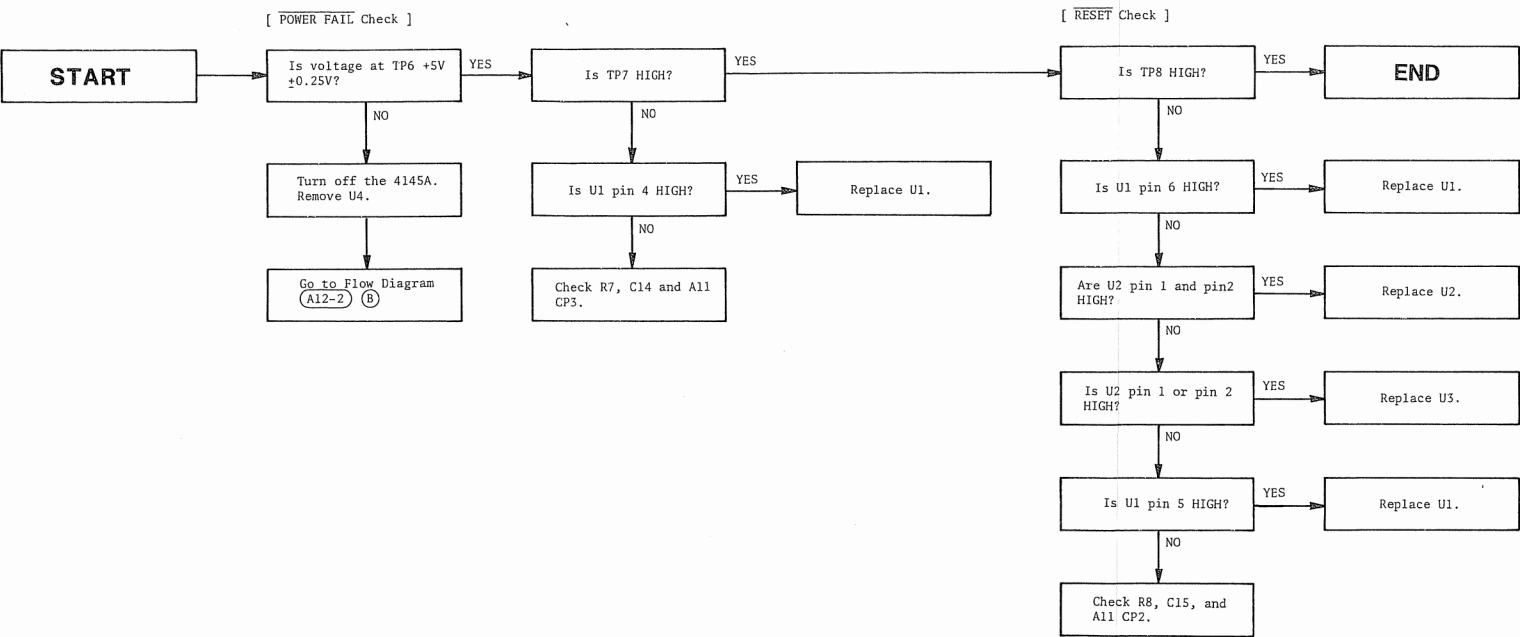 [ POWER FAIL Check ]
[ RESET Check ]
START
Is voltage at TP6 +5V
±0.25V?
YES
Is TP7 HIGH?
YES
Is TP8 HIGH?
YES
END
NO
NO
NO
Turn off the 4145A.
Remove U4.
Is U1 pin 4 HIGH?
YES
Replace U1.
Is U1 pin 6 HIGH?
YES
Replace U1.
NO
NO
Go to Flow Diagram
A12-2 B
Check R7, C14 and A11
CP3.
Are U2 pin 1 and pin2
HIGH?
YES
Replace U2.
NO
Is U2 pin 1 or pin 2
HIGH?
YES
Replace U3.
NO
Is U1 pin 5 HIGH?
YES
Replace U1.
NO
Check R8, C15, and
A11 CP2.